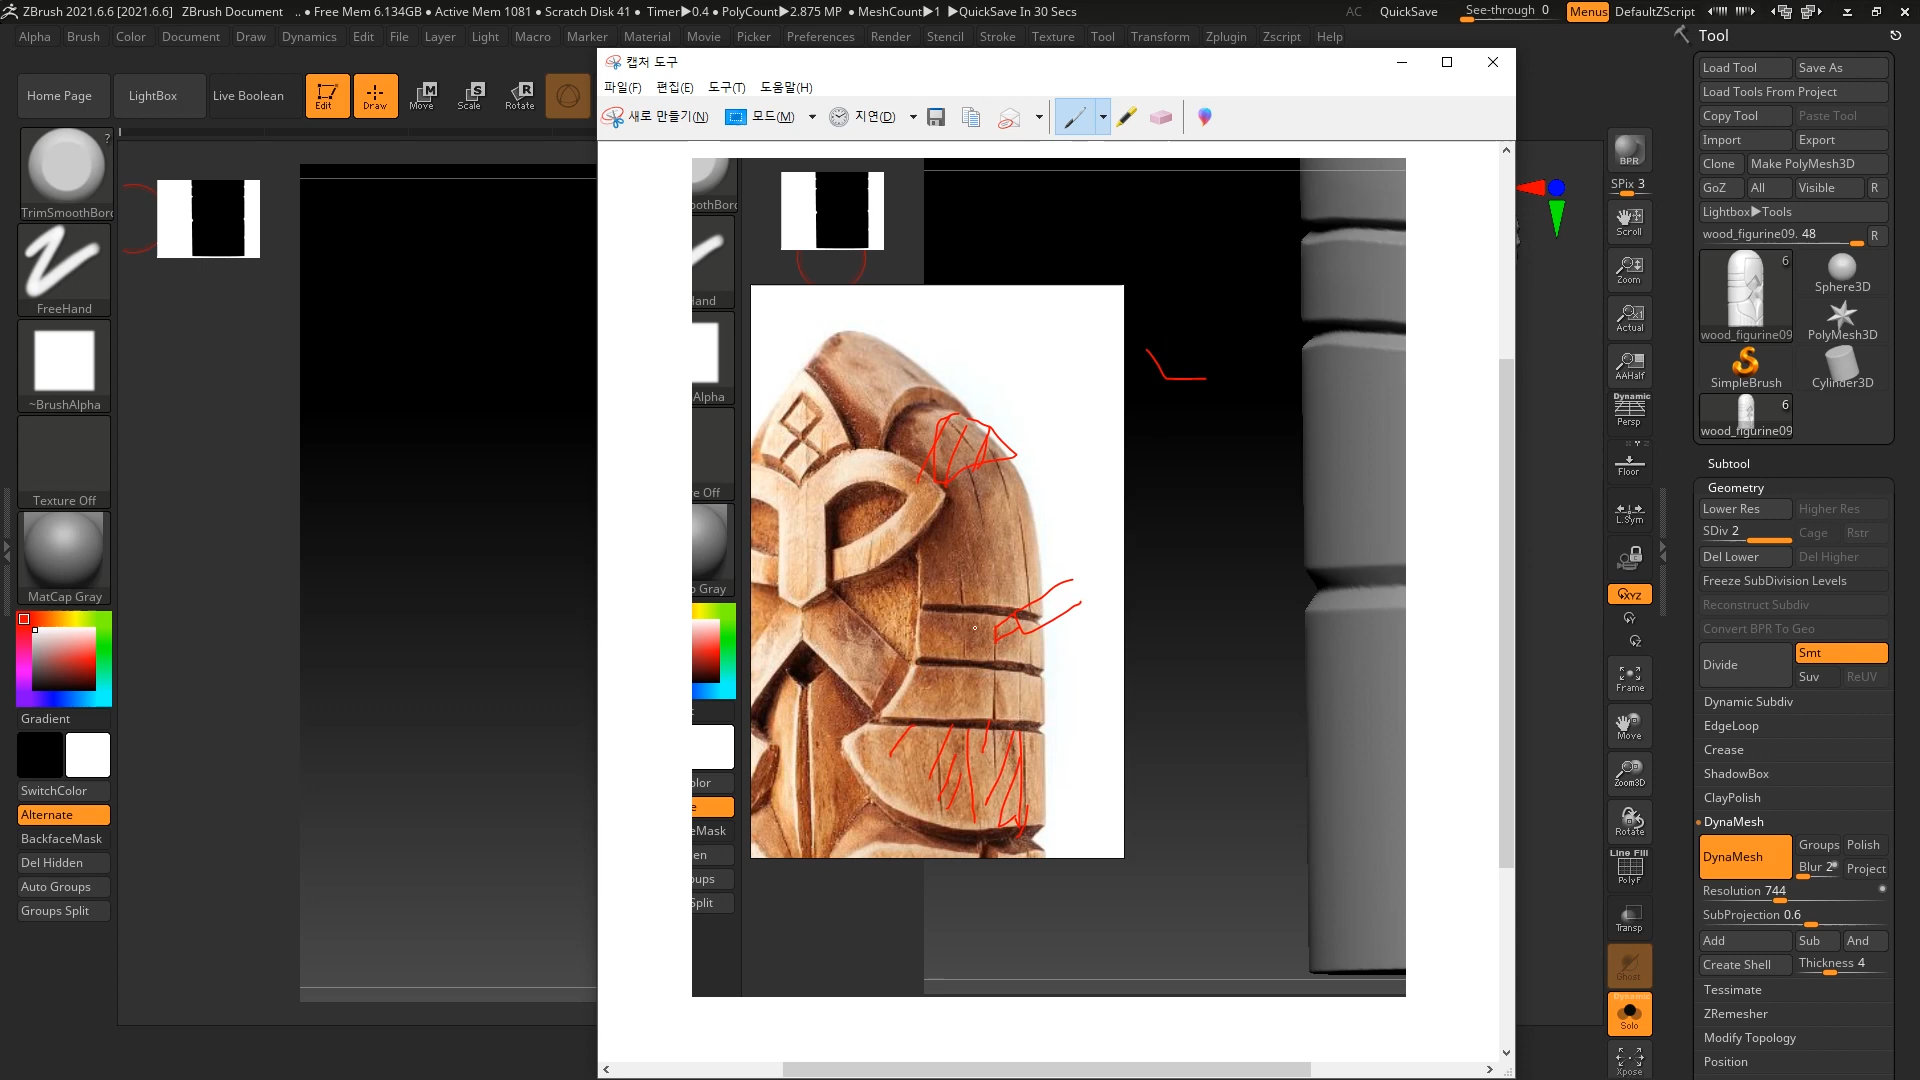 ZBrush 2021.6.6 [2021.6.6] ZBrush Document .. ● Free Mem 6.134GB ● Active Mem 1081 ● Scratch Disk 41 ● Timer▶0.4 ● PolyCount▶2.875 MP ● MeshCount▶1 ▶QuickSave In 30 Secs AC QuickSave See-through 0 Menus DefaultZScript
Alpha Brush Color Document Draw Dynamics Edit File Layer Light Macro Marker Material Movie Picker Preferences Render Stencil Stroke Texture Tool Transform Zplugin Zscript Help
Home Page LightBox Live Boolean Edit Draw Move Scale Rotate
M S R
?
TrimSmoothBord
FreeHand
~BrushAlpha
Texture Off
MatCap Gray
Gradient
SwitchColor
Alternate
BackfaceMask
Del Hidden
Auto Groups
Groups Split
캡처 도구
파일(F) 편집(E) 도구(T) 도움말(H)
새로 만들기(N) 모드(M) 지연(D)
Alpha
Gray
eMask
Split
BPR
SPix 3
Scroll
Zoom
Actual
AAHalf
Dynamic
Persp
Floor
L.Sym
XYZ
Frame
Move
Zoom3D
Rotate
Line Fill
PolyF
Transp
Ghost
Dynamic
Solo
Xpose
Tool
Load Tool Save As
Load Tools From Project
Copy Tool Paste Tool
Import Export
Clone Make PolyMesh3D
GoZ All Visible R
Lightbox▶Tools
wood_figurine09. 48 R
6
wood_figurine09 Sphere3D
PolyMesh3D
SimpleBrush Cylinder3D
6
wood_figurine09
Subtool
Geometry
Lower Res Higher Res
SDiv 2 Cage Rstr
Del Lower Del Higher
Freeze SubDivision Levels
Reconstruct Subdiv
Convert BPR To Geo
Divide Smt
Suv ReUV
Dynamic Subdiv
EdgeLoop
Crease
ShadowBox
ClayPolish
DynaMesh
DynaMesh Groups Polish
Blur 2 Project
Resolution 744
SubProjection 0.6
Add Sub And
Create Shell Thickness 4
Tessimate
ZRemesher
Modify Topology
Position